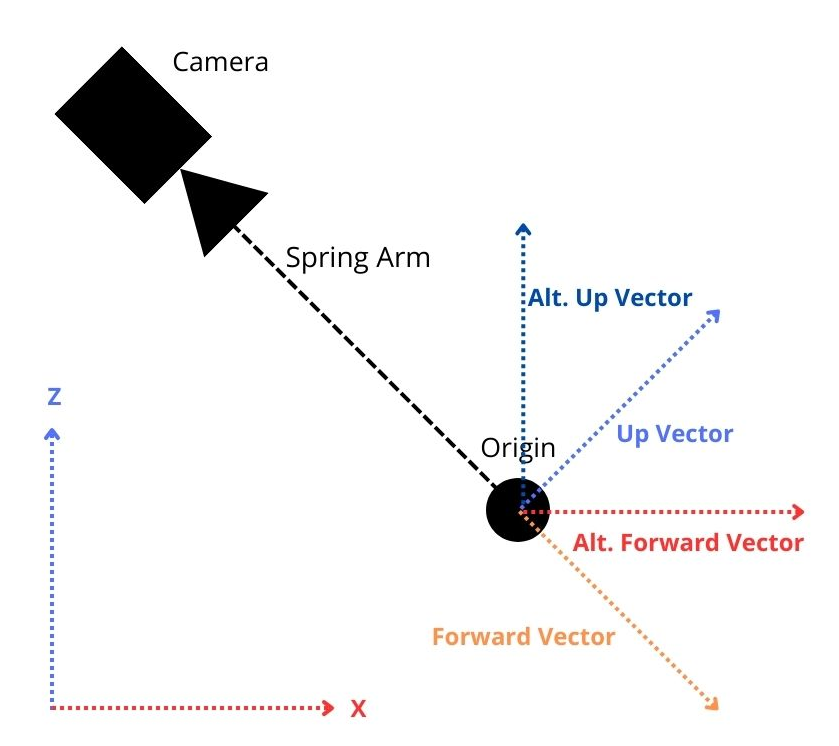 Camera
Spring Arm
Alt. Up Vector
Z
Up Vector
Origin
Alt. Forward Vector
Forward Vector
X